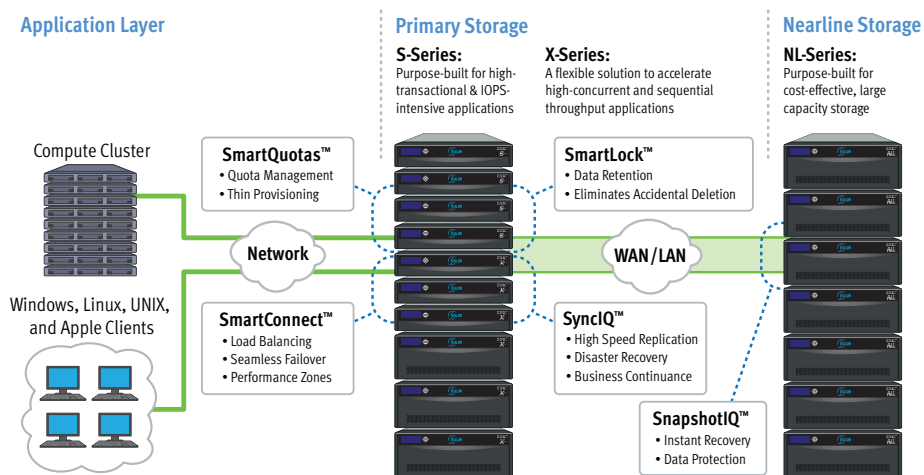 Application Layer
Primary Storage
Nearline Storage
S-Series:
Purpose-built for high-
transactional & IOPS-
intensive applications
X-Series:
A flexible solution to accelerate
high-concurrent and sequential
throughput applications
NL-Series:
Purpose-built for
cost-effective, large
capacity storage
Compute Cluster
SmartQuotas™
• Quota Management
• Thin Provisioning
SmartLock™
• Data Retention
• Eliminates Accidental Deletion
Network
WAN/LAN
Windows, Linux, UNIX,
and Apple Clients
SmartConnect™
• Load Balancing
• Seamless Failover
• Performance Zones
SyncIQ™
• High Speed Replication
• Disaster Recovery
• Business Continuance
SnapshotIQ™
• Instant Recovery
• Data Protection